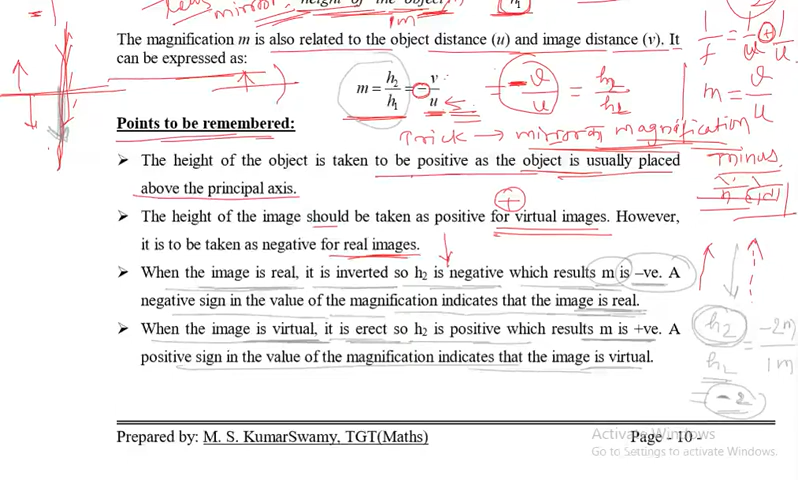 = 1
mirror, height of the object
1m
h1
The magnification m is also related to the object distance (u) and image distance (v). It
can be expressed as:
m = h2/h1 = − v/u
= −v/u = h2/h1
1/f = 1/v + 1/u
m = v/u
Points to be remembered:
Trick → mirror magnification
minus
➢ The height of the object is taken to be positive as the object is usually placed
above the principal axis.
+
➢ The height of the image should be taken as positive for virtual images. However,
it is to be taken as negative for real images.
➢ When the image is real, it is inverted so h2 is negative which results m is –ve. A
negative sign in the value of the magnification indicates that the image is real.
➢ When the image is virtual, it is erect so h2 is positive which results m is +ve. A
positive sign in the value of the magnification indicates that the image is virtual.
h2/h1 = −2m/1m
= −2
Prepared by: M. S. KumarSwamy, TGT(Maths)
Page - 10 -
Activate Windows
Go to Settings to activate Windows.